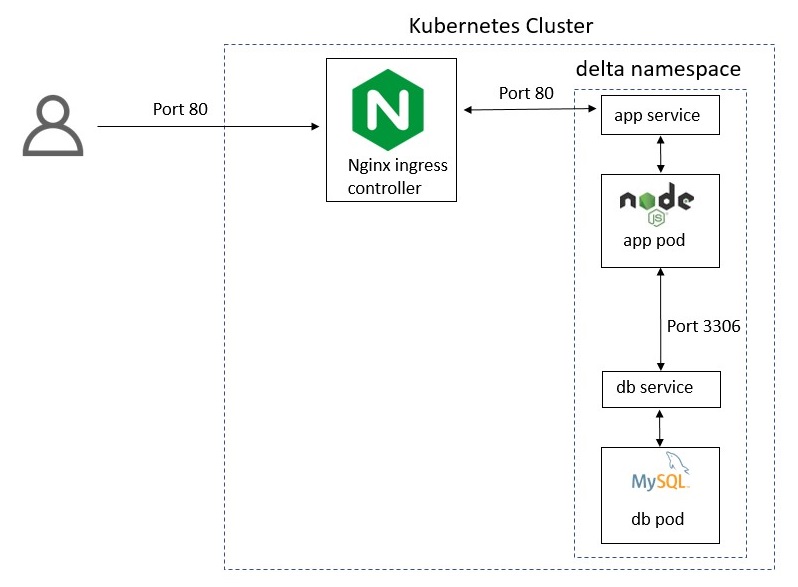 Kubernetes Cluster
delta namespace
Port 80
N
Nginx ingress
controller
Port 80
app service
node
JS
app pod
Port 3306
db service
MySQL
db pod